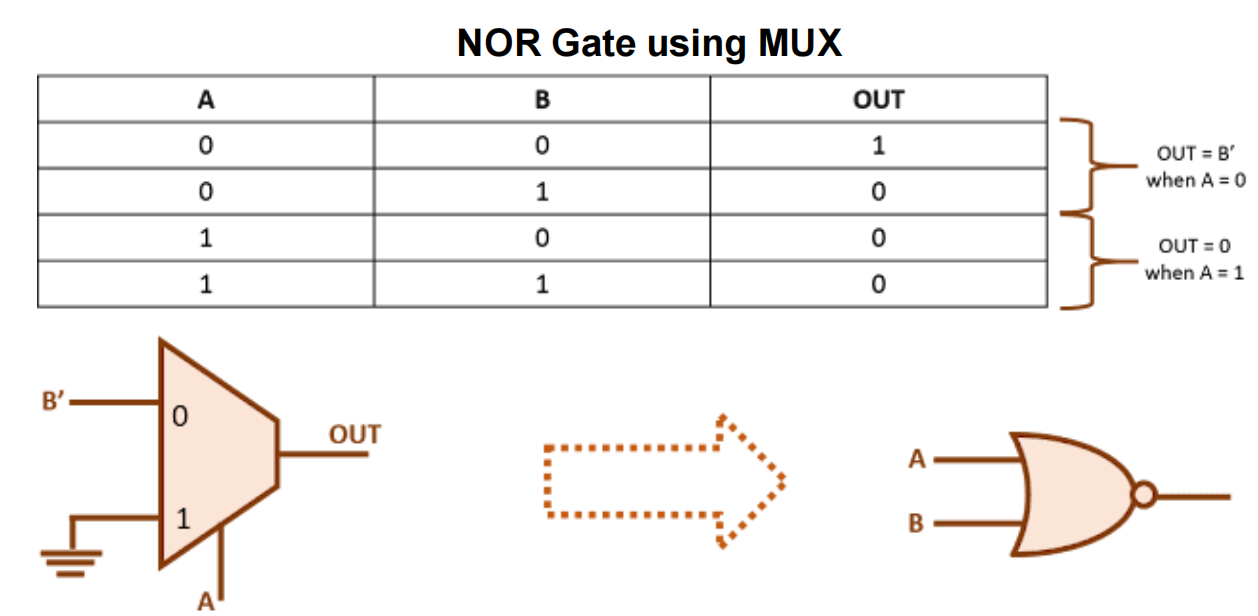 NOR Gate using MUX
A B OUT
0 0 1
0 1 0
1 0 0
1 1 0
OUT = B′
when A = 0
OUT = 0
when A = 1
B′
0
1
A
OUT
A
B